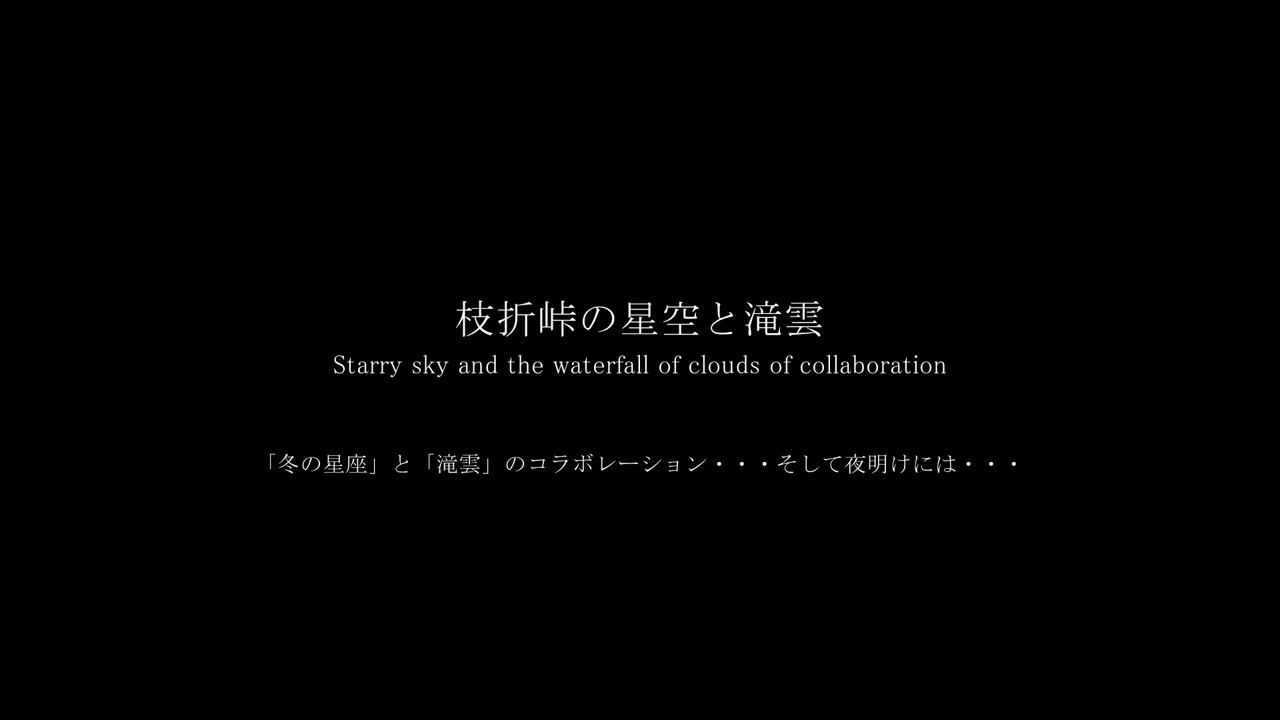 枝折峠の星空と滝雲
Starry sky and the waterfall of clouds of collaboration
「冬の星座」と「滝雲」のコラボレーション・・・そして夜明けには・・・